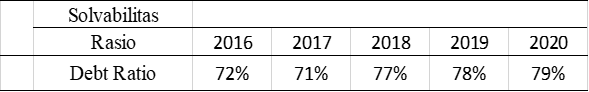 Solvabilitas
Rasio 2016 2017 2018 2019 2020
Debt Ratio 72% 71% 77% 78% 79%